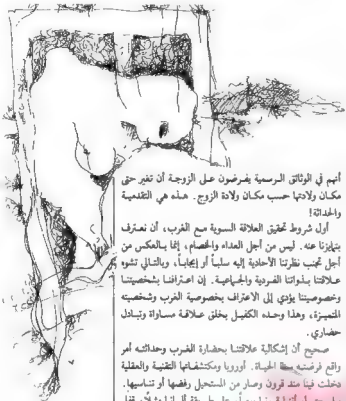 أنهم في الوثائق الرسمية يفرضون على الزوجة أن تغير حتى
مكان ولادتها حسب مكان ولادة الزوج. هذه هي التقدمية
والحداثة!
أول شروط تحقيق العلاقة السوية مع الغرب، أن نعترف
بتمايزنا عنه. ليس من أجل العداء والخصام، إنما بالعكس من
أجل تجنب نظرتنا الأحادية إليه سلباً أو إيجاباً، وبالتالي تشوه
علاقتنا بذواتنا الفردية والجماعية. إن اعترافنا بشخصيتنا
وخصوصيتنا يؤدي إلى الاعتراف بخصوصية الغرب وشخصيته
المتميزة، وهذا وحده الكفيل بخلق علاقة مساواة وتبادل
حضاري.
صحيح أن إشكالية علاقتنا بحضارة الغرب وحداثته أمر
واقع فرضته الحياة. أوروبا ومكتشفاتها التقنية والعقلية
دخلت فينا منذ قرون وصار من المستحيل رفضها أو تناسيها.